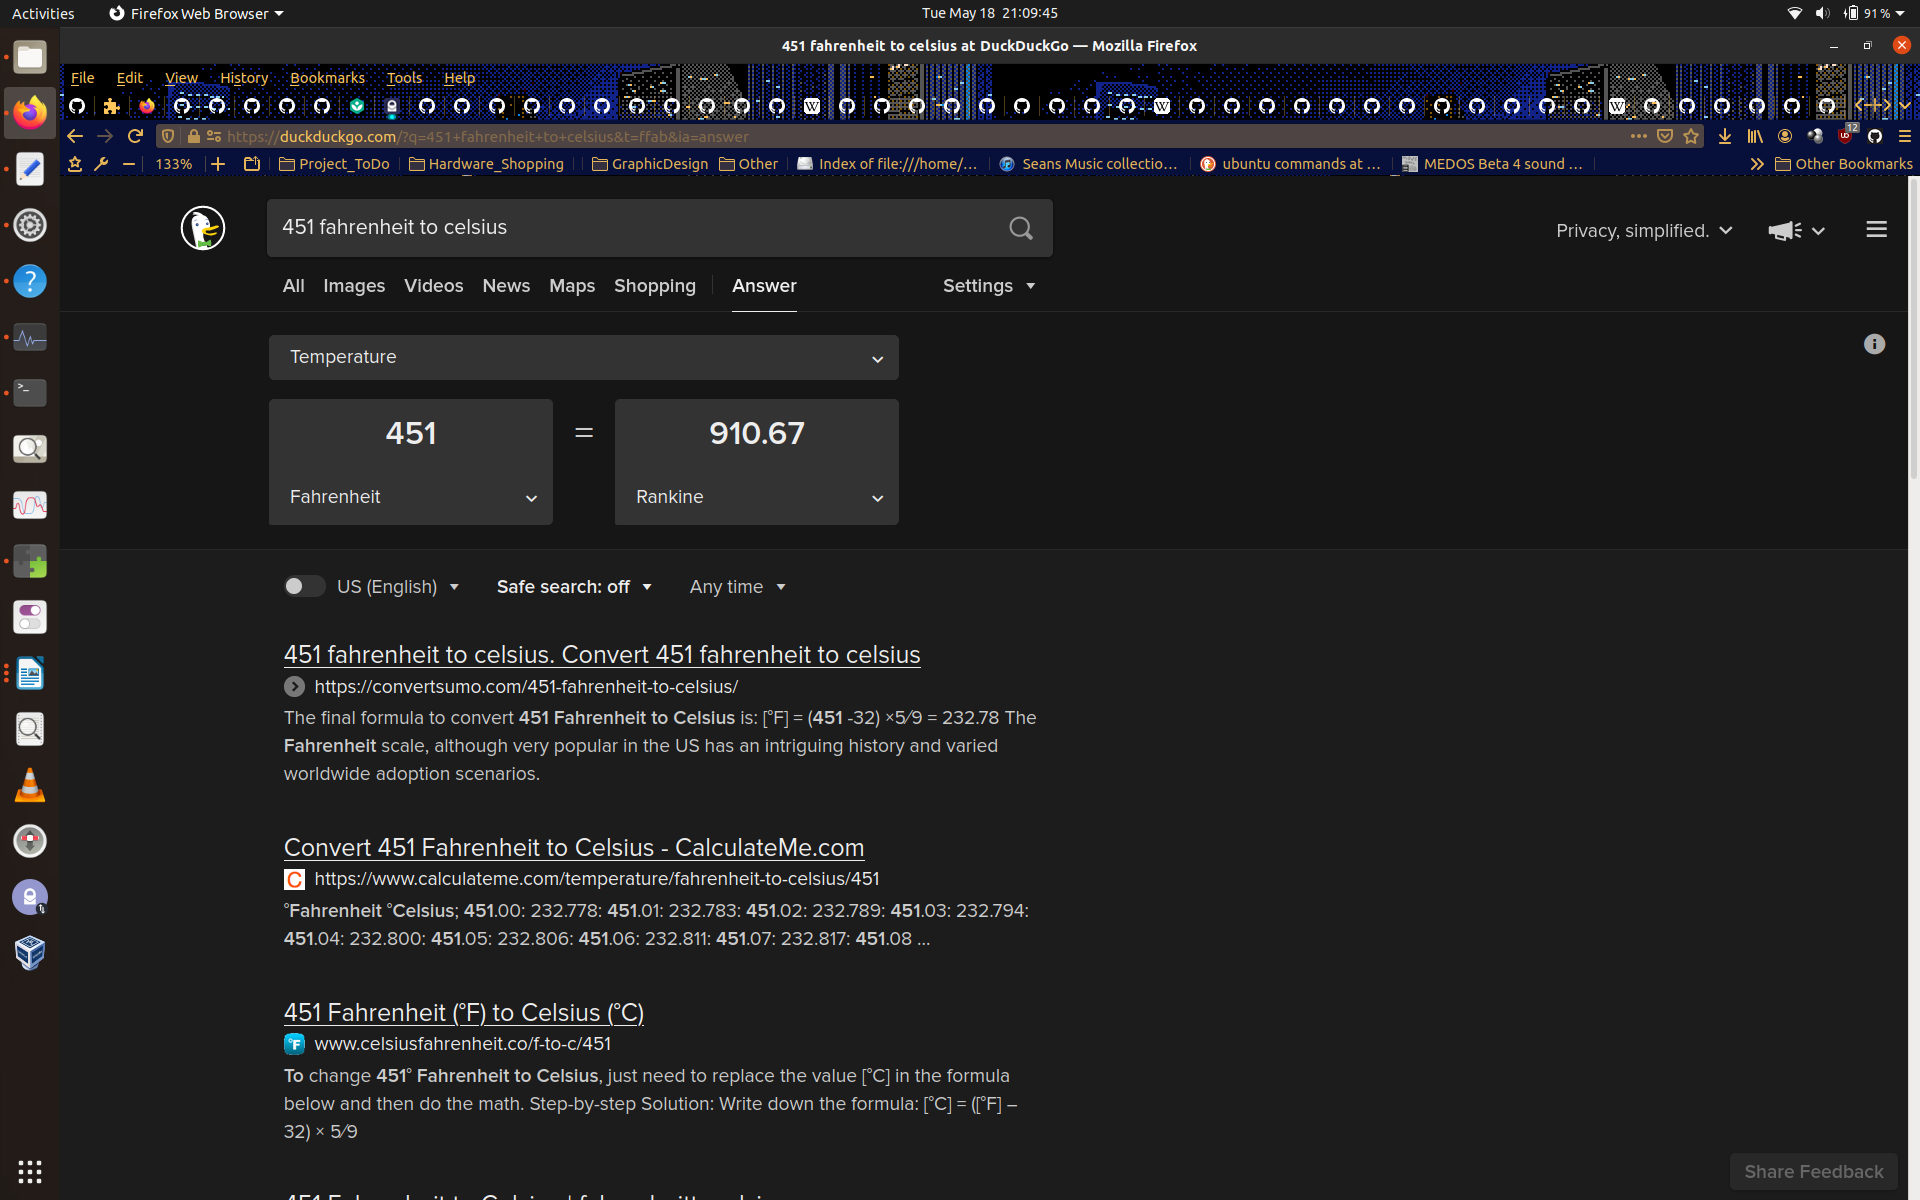 Activities Firefox Web Browser Tue May 18 21:09:45 91 %
451 fahrenheit to celsius at DuckDuckGo — Mozilla Firefox
File Edit View History Bookmarks Tools Help
https://duckduckgo.com/?q=451+fahrenheit+to+celsius&t=ffab&ia=answer 12
133% Project_ToDo Hardware_Shopping GraphicDesign Other Index of file:///home/… Seans Music collectio… ubuntu commands at … MEDOS Beta 4 sound … Other Bookmarks
451 fahrenheit to celsius
Privacy, simplified.
All Images Videos News Maps Shopping Answer Settings
Temperature
451 = 910.67
Fahrenheit Rankine
US (English) Safe search: off Any time
451 fahrenheit to celsius. Convert 451 fahrenheit to celsius
https://convertsumo.com/451-fahrenheit-to-celsius/
The final formula to convert 451 Fahrenheit to Celsius is: [°F] = (451 -32) ×5⁄9 = 232.78 The
Fahrenheit scale, although very popular in the US has an intriguing history and varied
worldwide adoption scenarios.
Convert 451 Fahrenheit to Celsius - CalculateMe.com
C https://www.calculateme.com/temperature/fahrenheit-to-celsius/451
°Fahrenheit °Celsius; 451.00: 232.778: 451.01: 232.783: 451.02: 232.789: 451.03: 232.794:
451.04: 232.800: 451.05: 232.806: 451.06: 232.811: 451.07: 232.817: 451.08 ...
451 Fahrenheit (°F) to Celsius (°C)
°F www.celsiusfahrenheit.co/f-to-c/451
To change 451° Fahrenheit to Celsius, just need to replace the value [°C] in the formula
below and then do the math. Step-by-step Solution: Write down the formula: [°C] = ([°F] −
32) × 5⁄9
Share Feedback